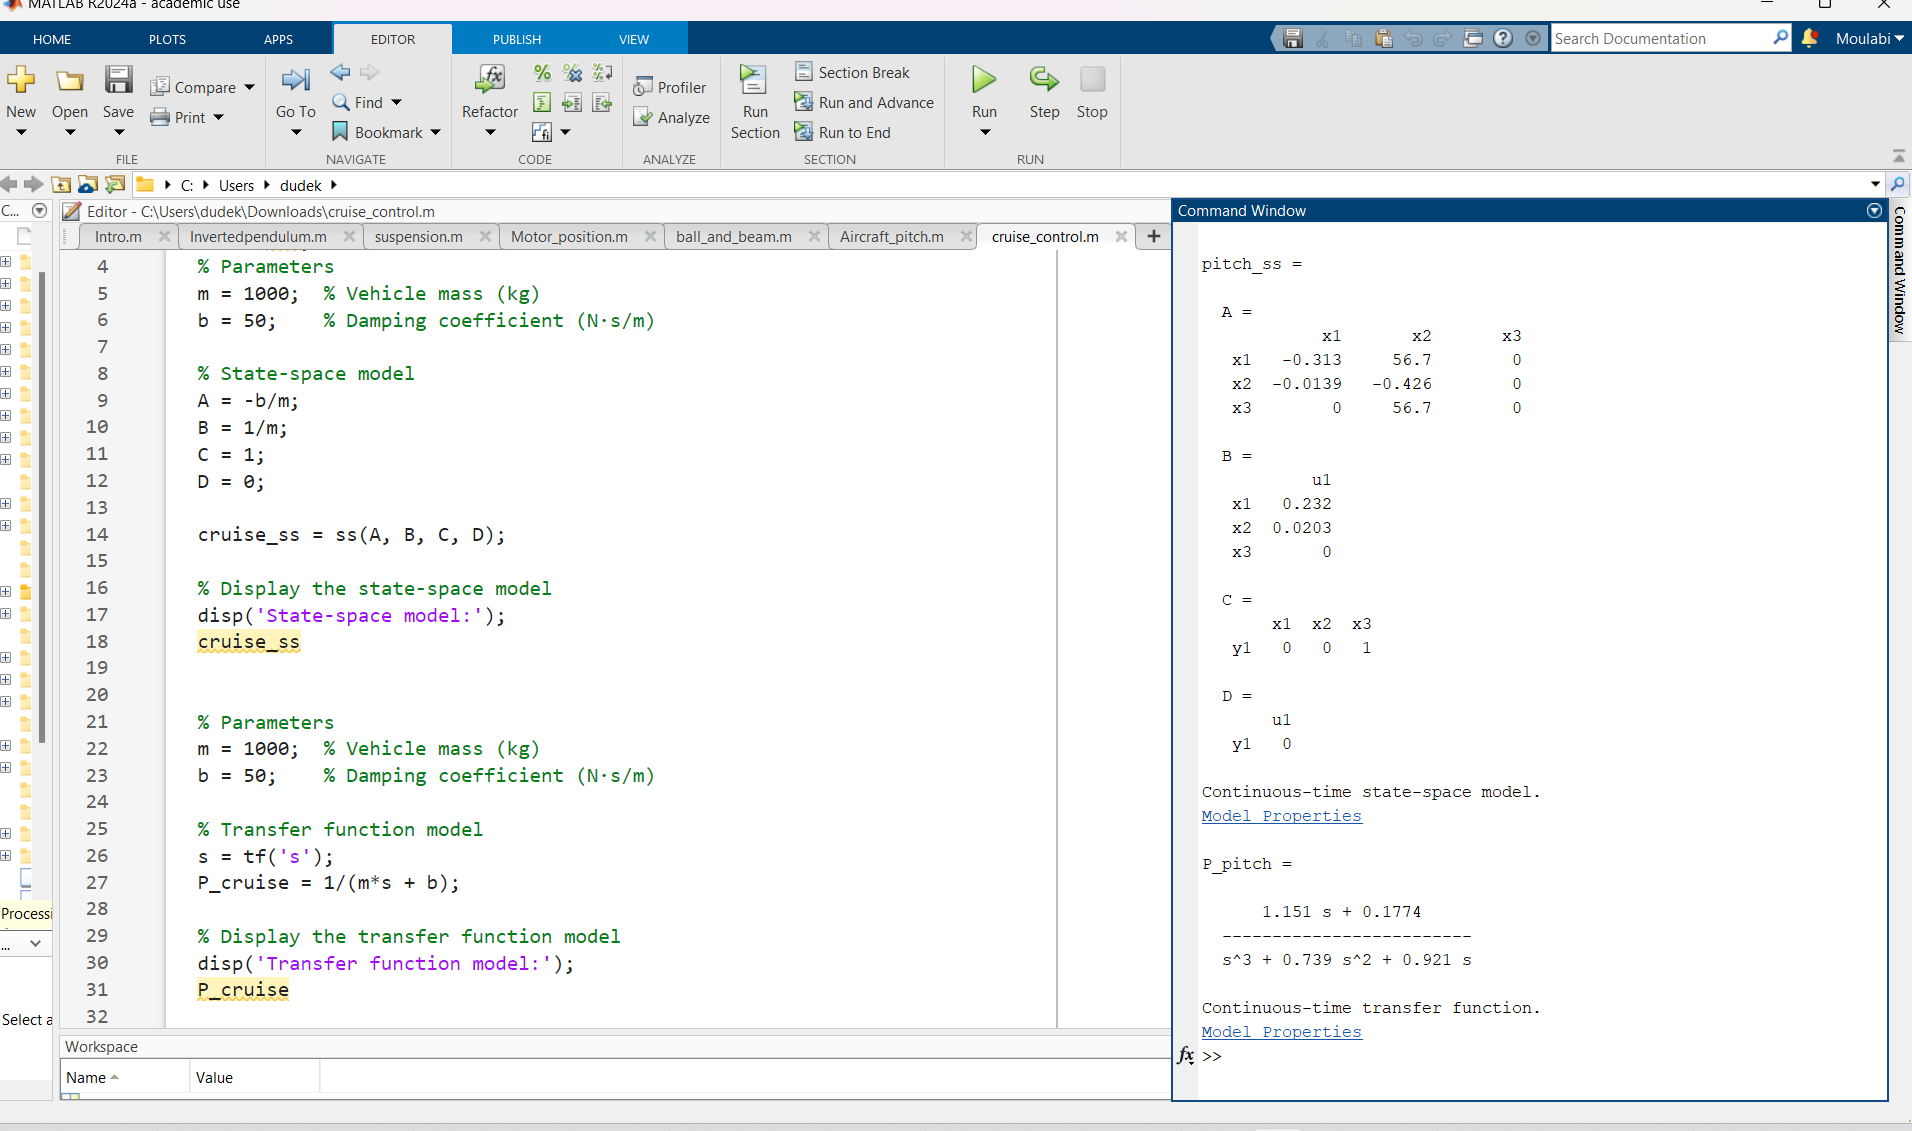 MATLAB R2024a - academic use
HOME PLOTS APPS EDITOR PUBLISH VIEW
Search Documentation
Moulabi
New
Open
Save
Compare
Print
FILE
Go To
Find
Bookmark
NAVIGATE
Refactor
CODE
Profiler
Analyze
ANALYZE
Run Section
Section Break
Run and Advance
Run to End
SECTION
Run
Step
Stop
RUN
C: Users dudek
C...
Editor - C:\Users\dudek\Downloads\cruise_control.m
Intro.m Invertedpendulum.m suspension.m Motor_position.m ball_and_beam.m Aircraft_pitch.m cruise_control.m +
4 % Parameters
5 m = 1000; % Vehicle mass (kg)
6 b = 50; % Damping coefficient (N·s/m)
7
8 % State-space model
9 A = -b/m;
10 B = 1/m;
11 C = 1;
12 D = 0;
13
14 cruise_ss = ss(A, B, C, D);
15
16 % Display the state-space model
17 disp('State-space model:');
18 cruise_ss
19
20
21 % Parameters
22 m = 1000; % Vehicle mass (kg)
23 b = 50; % Damping coefficient (N·s/m)
24
25 % Transfer function model
26 s = tf('s');
27 P_cruise = 1/(m*s + b);
28
29 % Display the transfer function model
30 disp('Transfer function model:');
31 P_cruise
32
Processi
...
Select a
Workspace
Name Value
Command Window
pitch_ss =
A =
x1 x2 x3
x1 -0.313 56.7 0
x2 -0.0139 -0.426 0
x3 0 56.7 0
B =
u1
x1 0.232
x2 0.0203
x3 0
C =
x1 x2 x3
y1 0 0 1
D =
u1
y1 0
Continuous-time state-space model.
Model Properties
P_pitch =
1.151 s + 0.1774
-------------------------
s^3 + 0.739 s^2 + 0.921 s
Continuous-time transfer function.
Model Properties
fx >>
Command Window